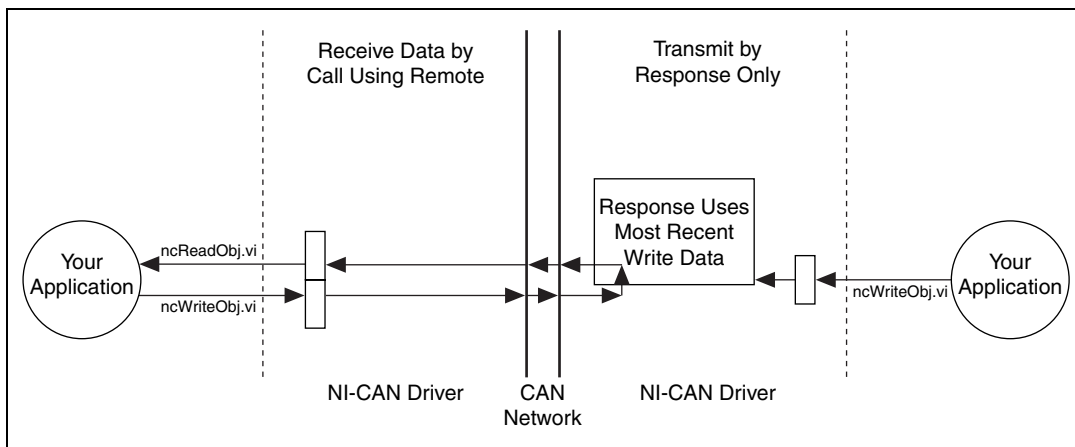 Receive Data by
Call Using Remote
Transmit by
Response Only
Response Uses
Most Recent
Write Data
Your
Application
ncReadObj.vi
ncWriteObj.vi
ncWriteObj.vi
Your
Application
NI-CAN Driver
CAN
Network
NI-CAN Driver